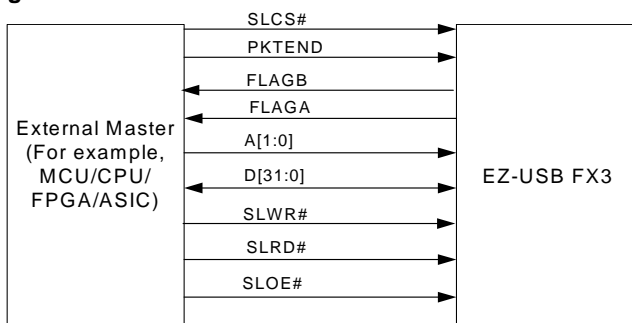 SLCS#
PKTEND
FLAGB
FLAGA
External Master
(For example,
MCU/CPU/
FPGA/ASIC)
A[1:0]
D[31:0]
EZ-USB FX3
SLWR#
SLRD#
SLOE#